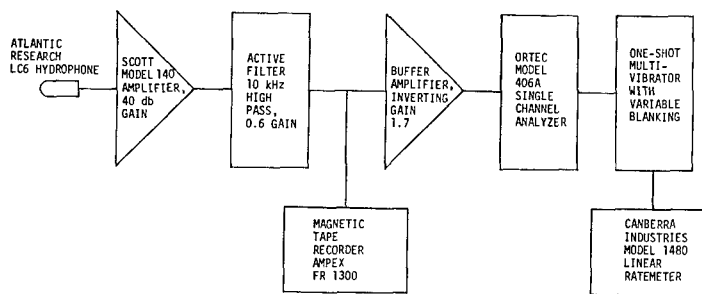 ATLANTIC
RESEARCH
LC6 HYDROPHONE
SCOTT
MODEL 140
AMPLIFIER,
40 db
GAIN
ACTIVE
FILTER
10 kHz
HIGH
PASS,
0.6 GAIN
BUFFER
AMPLIFIER,
INVERTING
GAIN
1.7
ORTEC
MODEL
406A
SINGLE
CHANNEL
ANALYZER
ONE-SHOT
MULTI-
VIBRATOR
WITH
VARIABLE
BLANKING
MAGNETIC
TAPE
RECORDER
AMPEX
FR 1300
CANBERRA
INDUSTRIES
MODEL 1480
LINEAR
RATEMETER